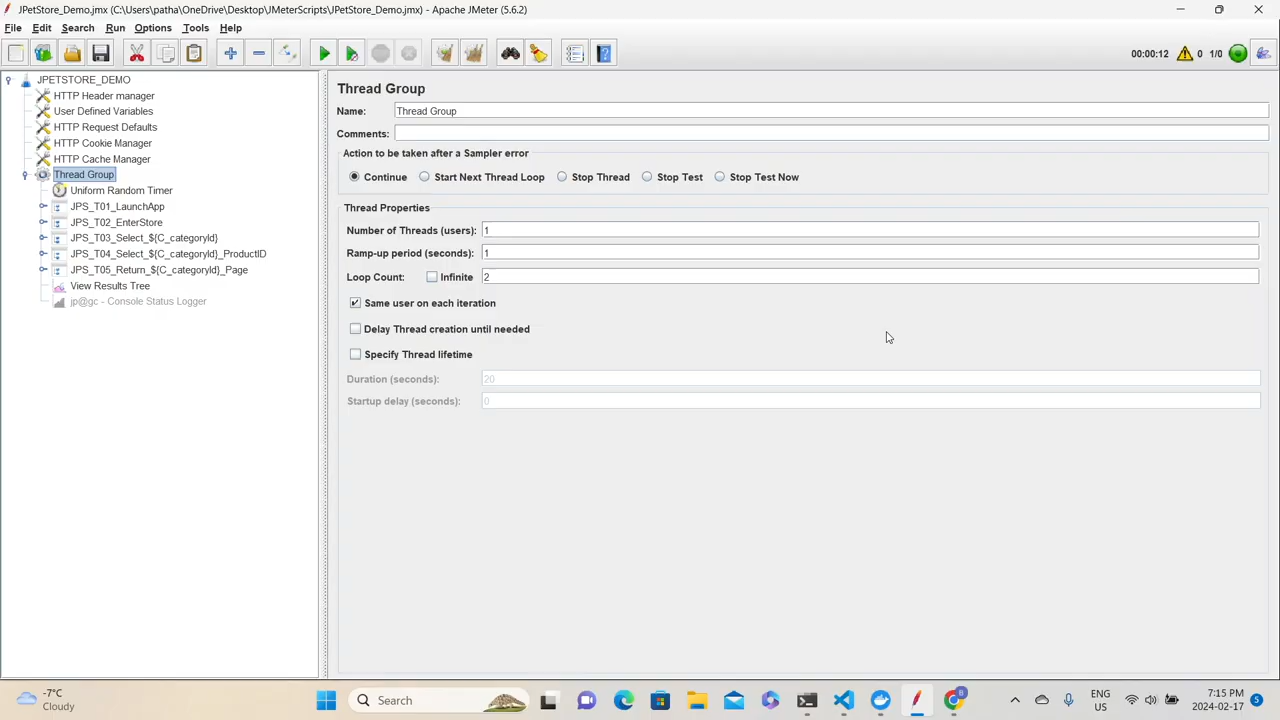 JPetStore_Demo.jmx (C:\Users\patha\OneDrive\Desktop\JMeterScripts\JPetStore_Demo.jmx) - Apache JMeter (5.6.2)
File Edit Search Run Options Tools Help
00:00:12 0 1/0
JPETSTORE_DEMO
HTTP Header manager
User Defined Variables
HTTP Request Defaults
HTTP Cookie Manager
HTTP Cache Manager
Thread Group
Uniform Random Timer
JPS_T01_LaunchApp
JPS_T02_EnterStore
JPS_T03_Select_${C_categoryId}
JPS_T04_Select_${C_categoryId}_ProductID
JPS_T05_Return_${C_categoryId}_Page
View Results Tree
jp@gc - Console Status Logger
Thread Group
Name: Thread Group
Comments:
Action to be taken after a Sampler error
Continue Start Next Thread Loop Stop Thread Stop Test Stop Test Now
Thread Properties
Number of Threads (users): 1
Ramp-up period (seconds): 1
Loop Count: Infinite 2
Same user on each iteration
Delay Thread creation until needed
Specify Thread lifetime
Duration (seconds): 20
Startup delay (seconds): 0
-7°C
Cloudy
Search
ENG
US
7:15 PM
2024-02-17
5